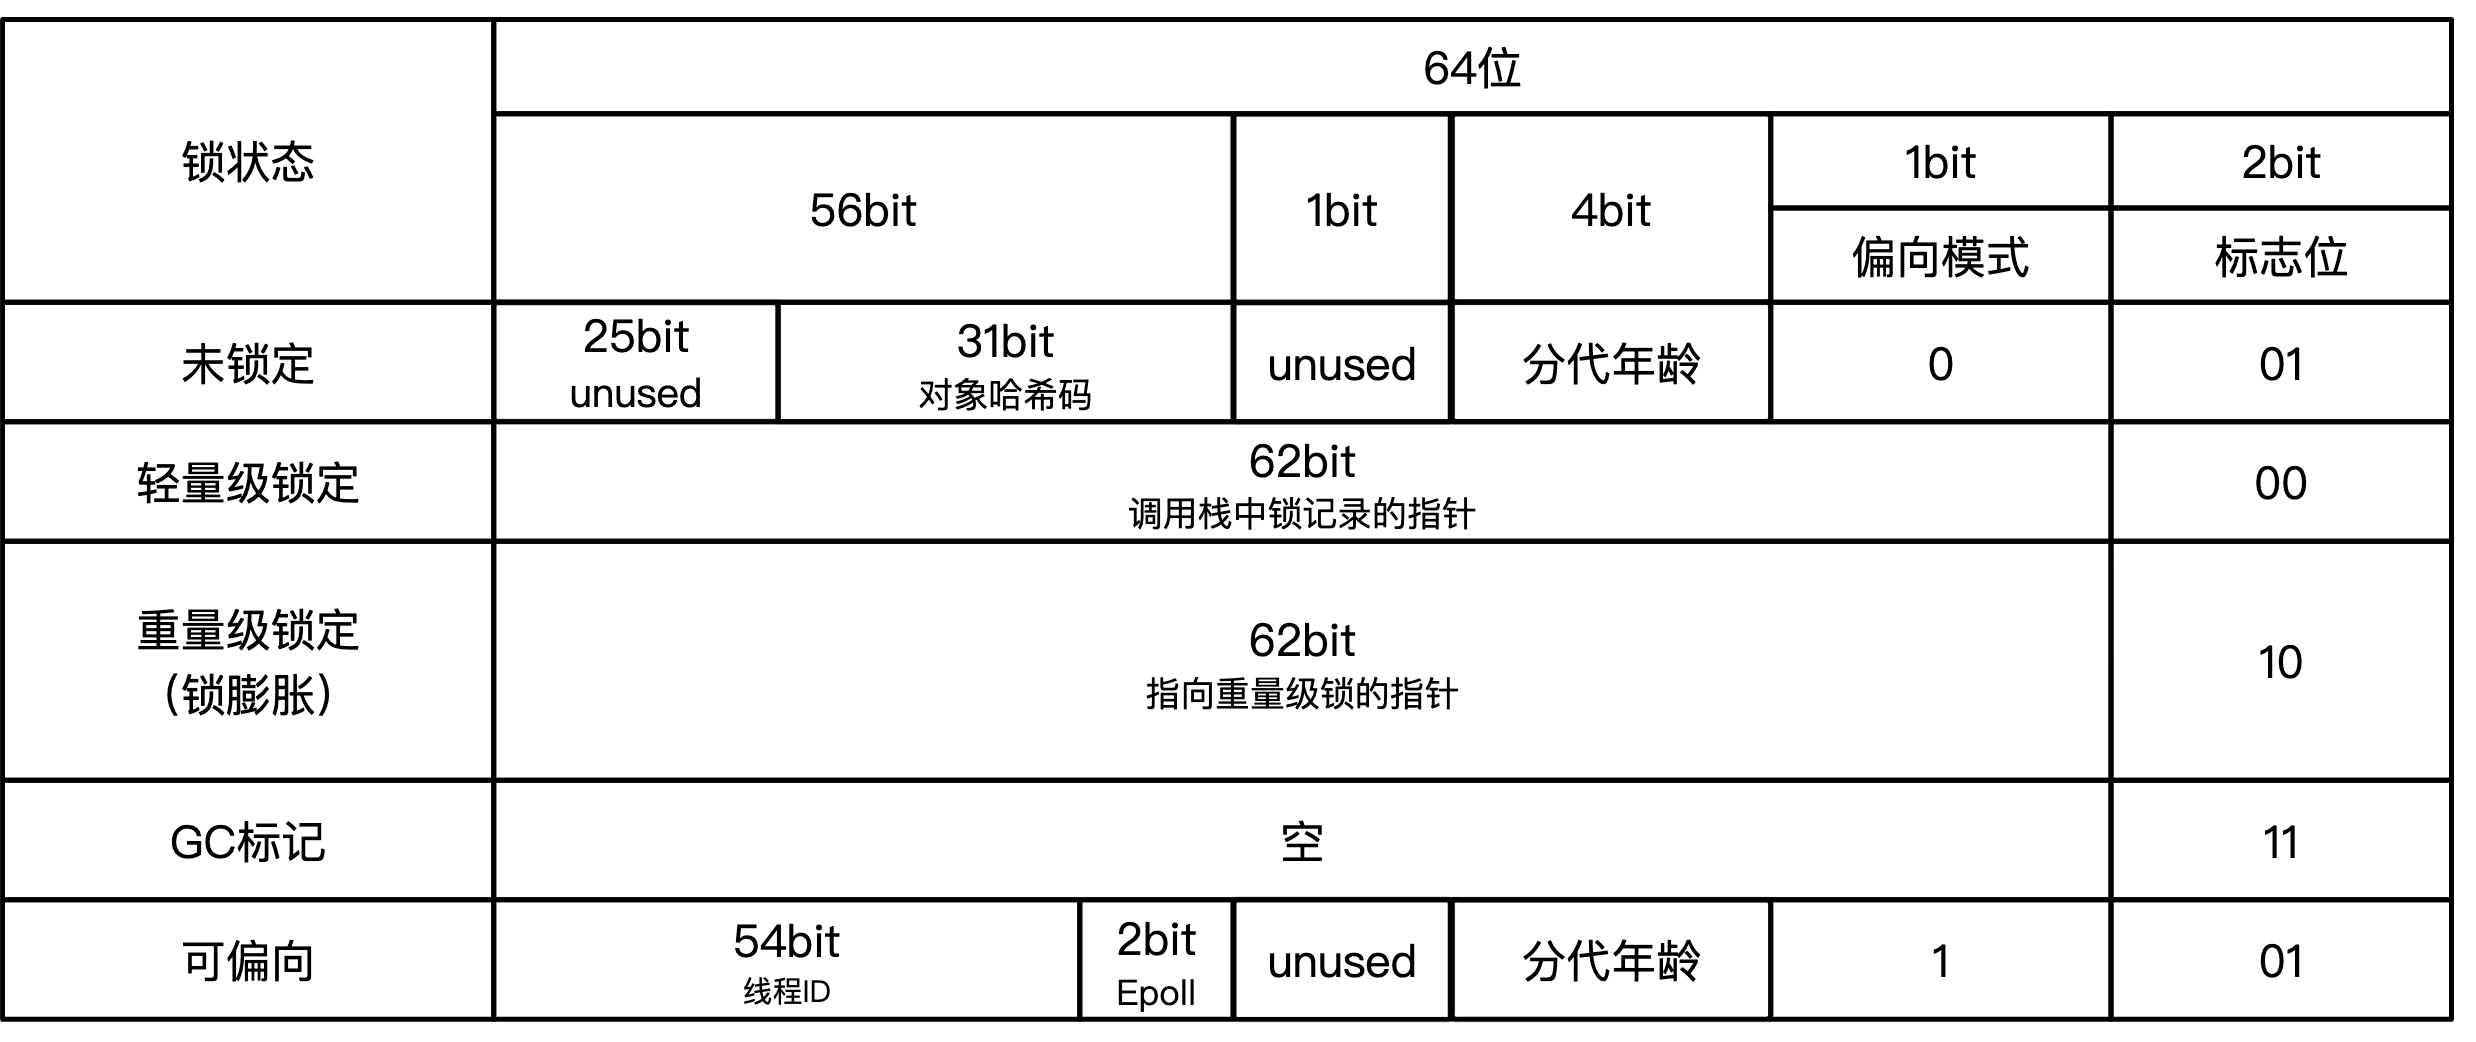 锁状态
64位
56bit
1bit
4bit
1bit
2bit
偏向模式
标志位
未锁定
25bit
unused
31bit
对象哈希码
unused
分代年龄
0
01
轻量级锁定
62bit
调用栈中锁记录的指针
00
重量级锁定
(锁膨胀)
62bit
指向重量级锁的指针
10
GC标记
空
11
可偏向
54bit
线程ID
2bit
Epoll
unused
分代年龄
1
01